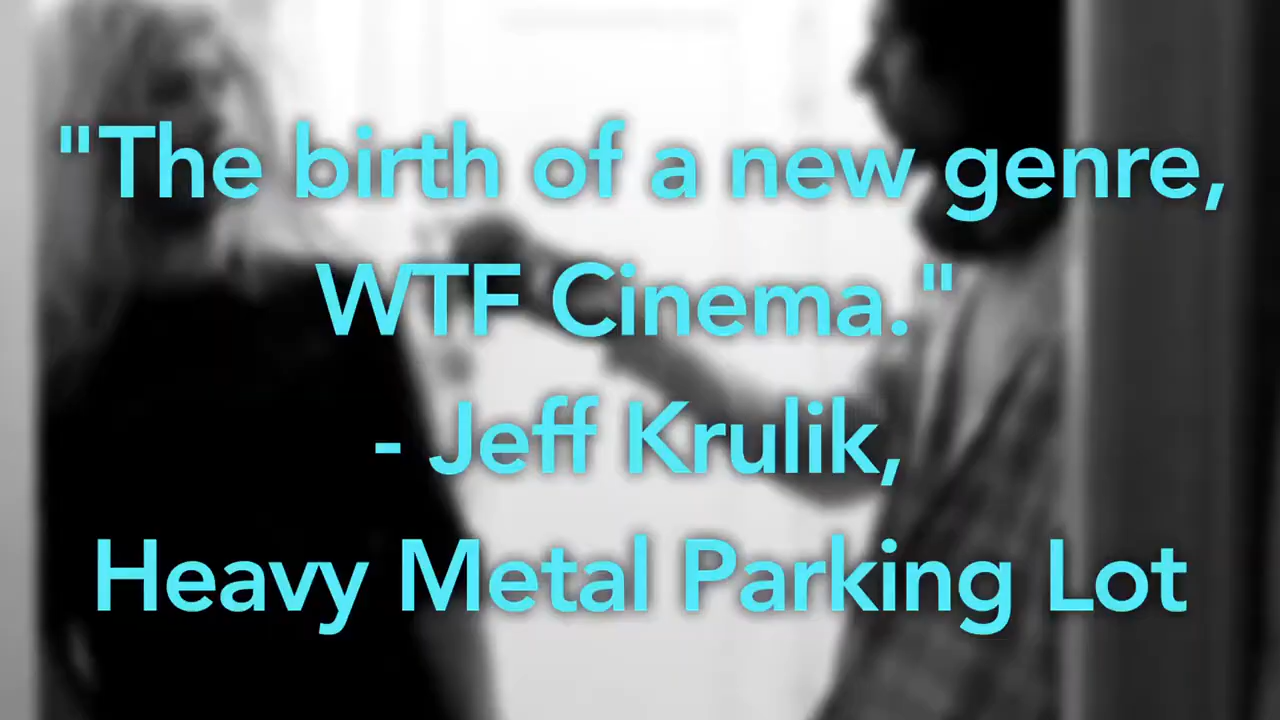 "The birth of a new genre,
WTF Cinema."
- Jeff Krulik,
Heavy Metal Parking Lot